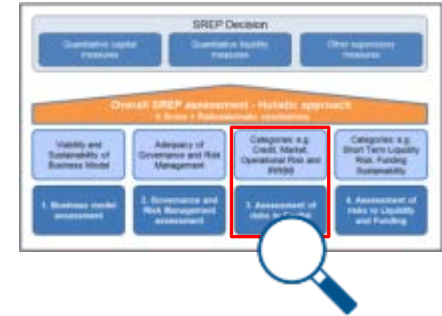 SREP Decision
Quantitative capital
measures
Quantitative liquidity
measures
Other supervisory
measures
Overall SREP assessment - Holistic approach
Viability and
Sustainability of
Business Model
Adequacy of
Governance and Risk
Management
Categories: e.g.
Credit, Market,
Operational Risk and
IRRBB
Categories: e.g.
Short Term Liquidity
Risk, Funding
Sustainability
1. Business model
assessment
2. Governance and
Risk Management
assessment
3. Assessment of
risks to Capital
4. Assessment of
risks to Liquidity
and Funding